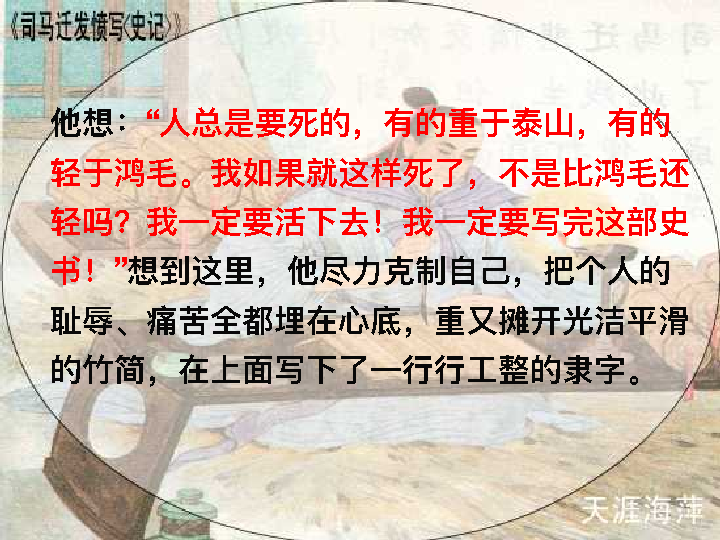 《司马迁发愤写〈史记〉》
他想：“人总是要死的，有的重于泰山，有的
轻于鸿毛。我如果就这样死了，不是比鸿毛还
轻吗？我一定要活下去！我一定要写完这部史
书！”想到这里，他尽力克制自己，把个人的
耻辱、痛苦全都埋在心底，重又摊开光洁平滑
的竹简，在上面写下了一行行工整的隶字。
天涯海萍